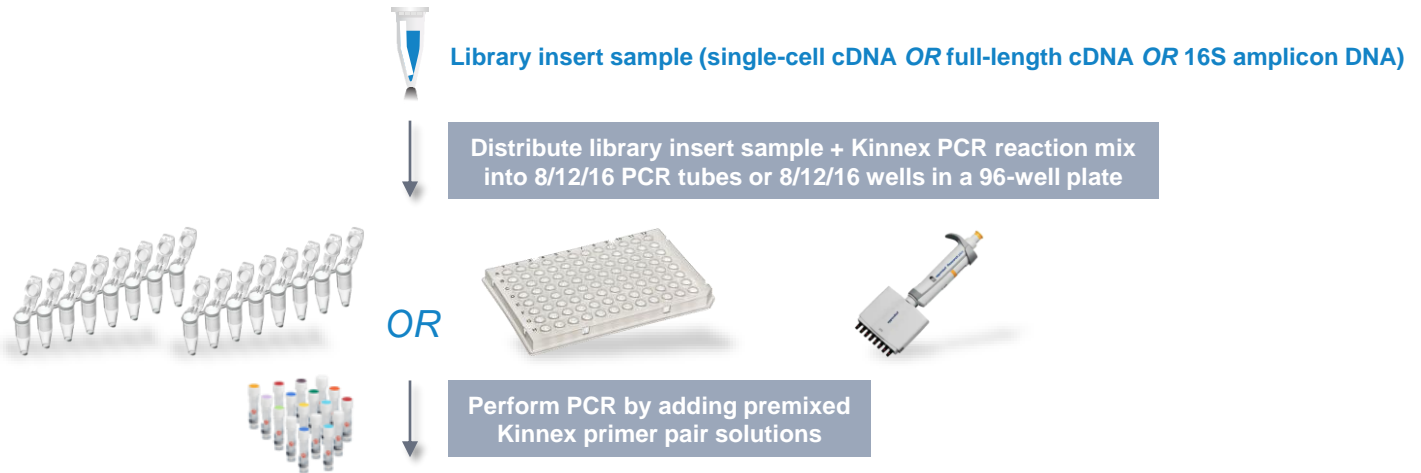 Library insert sample (single-cell cDNA OR full-length cDNA OR 16S amplicon DNA)
Distribute library insert sample + Kinnex PCR reaction mix
into 8/12/16 PCR tubes or 8/12/16 wells in a 96-well plate
OR
Perform PCR by adding premixed
Kinnex primer pair solutions